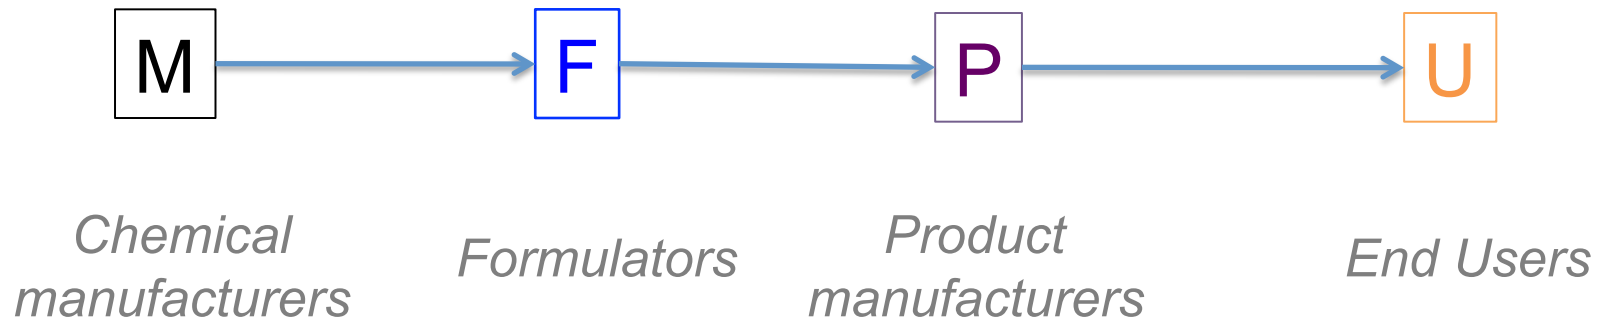 M F P U
Chemical
manufacturers
Formulators
Product
manufacturers
End Users